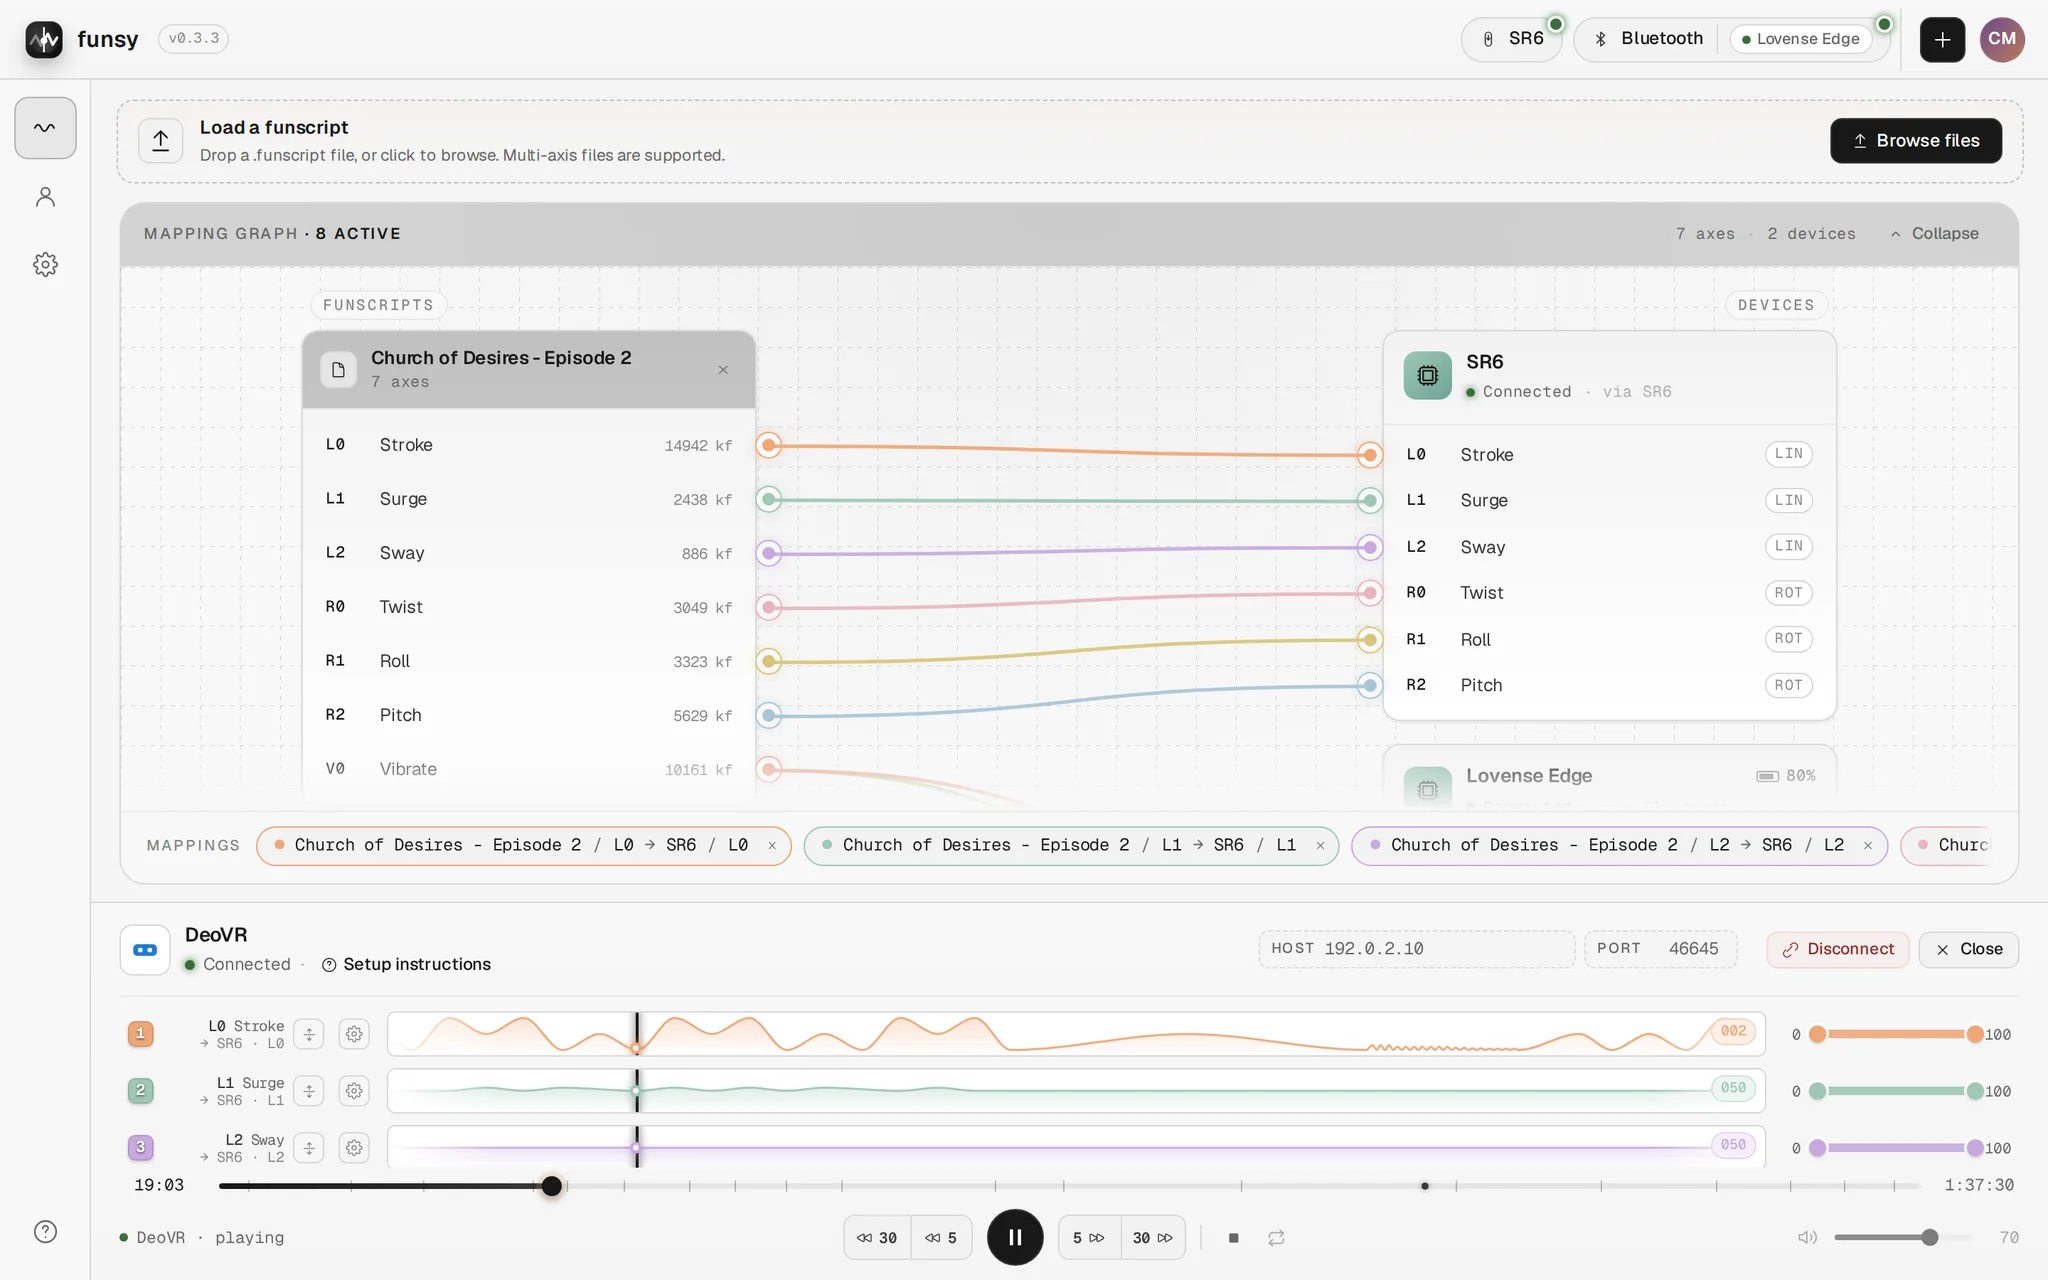 funsy v0.3.3
SR6
Bluetooth
Lovense Edge
CM
Load a funscript
Drop a .funscript file, or click to browse. Multi-axis files are supported.
Browse files
MAPPING GRAPH · 8 ACTIVE
7 axes · 2 devices
Collapse
FUNSCRIPTS
DEVICES
Church of Desires - Episode 2
7 axes
L0 Stroke 14942 kf
L1 Surge 2438 kf
L2 Sway 886 kf
R0 Twist 3049 kf
R1 Roll 3323 kf
R2 Pitch 5629 kf
V0 Vibrate 10161 kf
SR6
Connected · via SR6
L0 Stroke LIN
L1 Surge LIN
L2 Sway LIN
R0 Twist ROT
R1 Roll ROT
R2 Pitch ROT
Lovense Edge 80%
MAPPINGS
Church of Desires - Episode 2 / L0 → SR6 / L0 ×
Church of Desires - Episode 2 / L1 → SR6 / L1 ×
Church of Desires - Episode 2 / L2 → SR6 / L2 ×
DeoVR
Connected · Setup instructions
HOST 192.0.2.10
PORT 46645
Disconnect
Close
1 L0 Stroke
→ SR6 · L0
002
0 100
2 L1 Surge
→ SR6 · L1
050
0 100
3 L2 Sway
→ SR6 · L2
050
0 100
19:03
1:37:30
DeoVR · playing
30
5
5
30
70